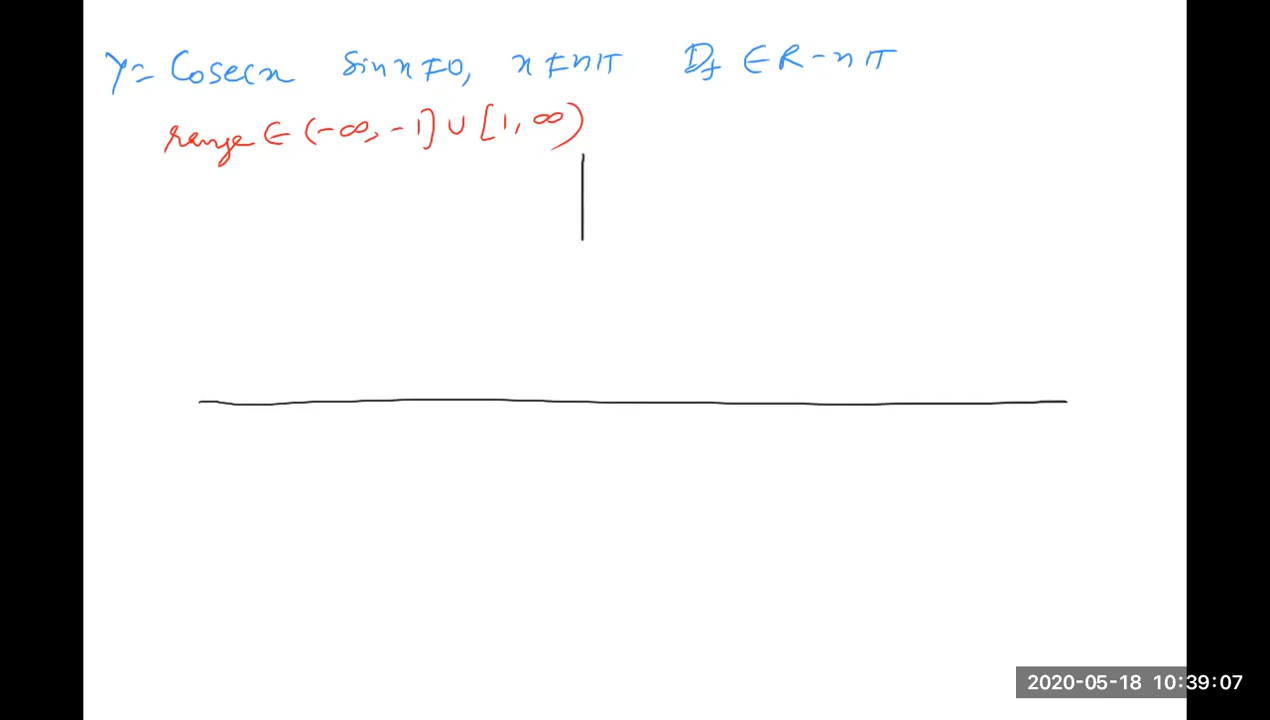 y = Cosecx sinx≠0, x≠nπ Df ∈ R-nπ
range ∈ (-∞, -1] ∪ [1, ∞)
2020-05-18 10:39:07